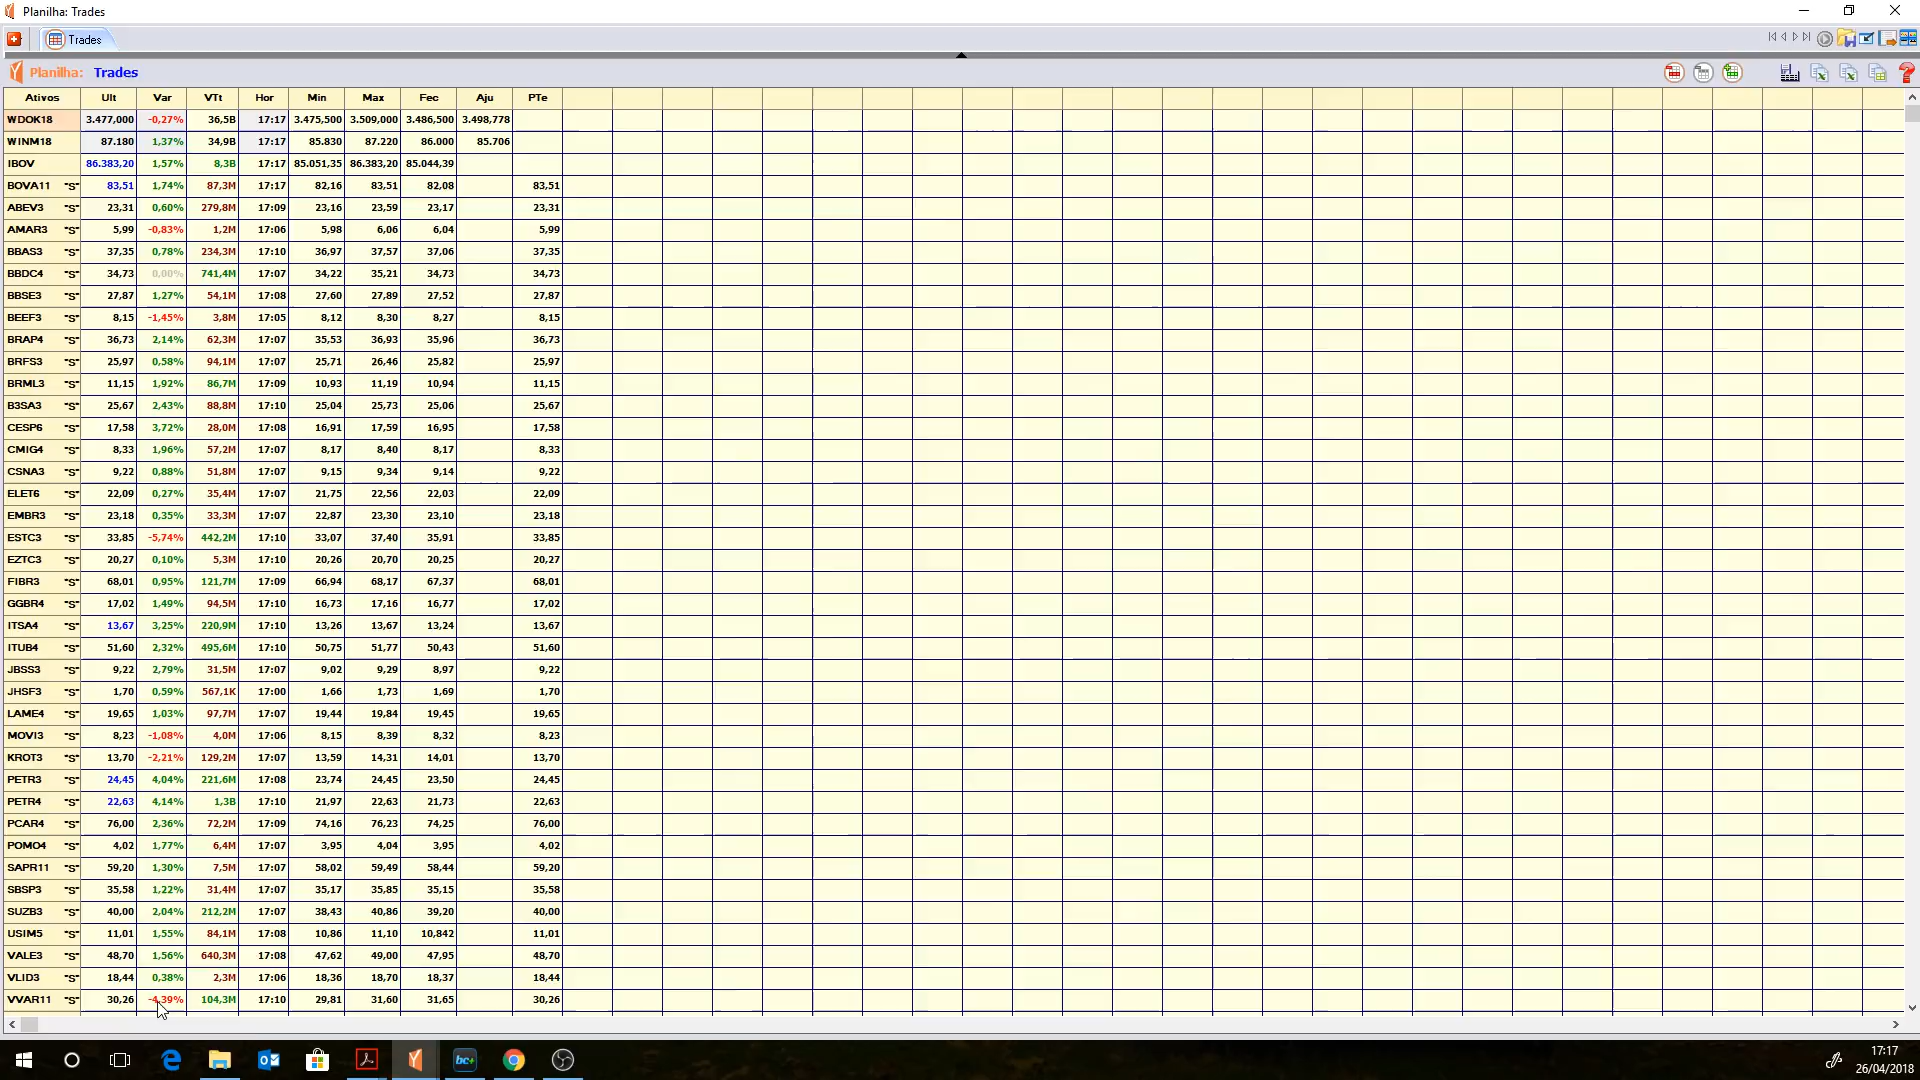 Planilha: Trades
Trades
Planilha: Trades
Ativos Ult Var VTt Hor Min Max Fec Aju PTe
WDOK18 3.477,000 -0,27% 36,5B 17:17 3.475,500 3.509,000 3.486,500 3.498,778
WINM18 87.180 1,37% 34,9B 17:17 85.830 87.220 86.000 85.706
IBOV 86.383,20 1,57% 8,3B 17:17 85.051,35 86.383,20 85.044,39
BOVA11 "S" 83,51 1,74% 87,3M 17:17 82,16 83,51 82,08 83,51
ABEV3 "S" 23,31 0,60% 279,8M 17:09 23,16 23,59 23,17 23,31
AMAR3 "S" 5,99 -0,83% 1,2M 17:06 5,98 6,06 6,04 5,99
BBAS3 "S" 37,35 0,78% 234,3M 17:10 36,97 37,57 37,06 37,35
BBDC4 "S" 34,73 0,00% 741,4M 17:07 34,22 35,21 34,73 34,73
BBSE3 "S" 27,87 1,27% 54,1M 17:08 27,60 27,89 27,52 27,87
BEEF3 "S" 8,15 -1,45% 3,8M 17:05 8,12 8,30 8,27 8,15
BRAP4 "S" 36,73 2,14% 62,3M 17:07 35,53 36,93 35,96 36,73
BRFS3 "S" 25,97 0,58% 94,1M 17:07 25,71 26,46 25,82 25,97
BRML3 "S" 11,15 1,92% 86,7M 17:09 10,93 11,19 10,94 11,15
B3SA3 "S" 25,67 2,43% 88,8M 17:10 25,04 25,73 25,06 25,67
CESP6 "S" 17,58 3,72% 28,0M 17:08 16,91 17,59 16,95 17,58
CMIG4 "S" 8,33 1,96% 57,2M 17:07 8,17 8,40 8,17 8,33
CSNA3 "S" 9,22 0,88% 51,8M 17:07 9,15 9,34 9,14 9,22
ELET6 "S" 22,09 0,27% 35,4M 17:07 21,75 22,56 22,03 22,09
EMBR3 "S" 23,18 0,35% 33,3M 17:07 22,87 23,30 23,10 23,18
ESTC3 "S" 33,85 -5,74% 442,2M 17:10 33,07 37,40 35,91 33,85
EZTC3 "S" 20,27 0,10% 5,3M 17:10 20,26 20,70 20,25 20,27
FIBR3 "S" 68,01 0,95% 121,7M 17:09 66,94 68,17 67,37 68,01
GGBR4 "S" 17,02 1,49% 94,5M 17:10 16,73 17,16 16,77 17,02
ITSA4 "S" 13,67 3,25% 220,9M 17:10 13,26 13,67 13,24 13,67
ITUB4 "S" 51,60 2,32% 495,6M 17:10 50,75 51,77 50,43 51,60
JBSS3 "S" 9,22 2,79% 31,5M 17:07 9,02 9,29 8,97 9,22
JHSF3 "S" 1,70 0,59% 567,1K 17:00 1,66 1,73 1,69 1,70
LAME4 "S" 19,65 1,03% 97,7M 17:07 19,44 19,84 19,45 19,65
MOVI3 "S" 8,23 -1,08% 4,0M 17:06 8,15 8,39 8,32 8,23
KROT3 "S" 13,70 -2,21% 129,2M 17:07 13,59 14,31 14,01 13,70
PETR3 "S" 24,45 4,04% 221,6M 17:08 23,74 24,45 23,50 24,45
PETR4 "S" 22,63 4,14% 1,3B 17:10 21,97 22,63 21,73 22,63
PCAR4 "S" 76,00 2,36% 72,2M 17:09 74,16 76,23 74,25 76,00
POMO4 "S" 4,02 1,77% 6,4M 17:07 3,95 4,04 3,95 4,02
SAPR11 "S" 59,20 1,30% 7,5M 17:07 58,02 59,49 58,44 59,20
SBSP3 "S" 35,58 1,22% 31,4M 17:07 35,17 35,85 35,15 35,58
SUZB3 "S" 40,00 2,04% 212,2M 17:07 38,43 40,86 39,20 40,00
USIM5 "S" 11,01 1,55% 84,1M 17:08 10,86 11,10 10,842 11,01
VALE3 "S" 48,70 1,56% 640,3M 17:08 47,62 49,00 47,95 48,70
VLID3 "S" 18,44 0,38% 2,3M 17:06 18,36 18,70 18,37 18,44
VVAR11 "S" 30,26 -4,39% 104,3M 17:10 29,81 31,60 31,65 30,26
bc+
17:17
26/04/2018